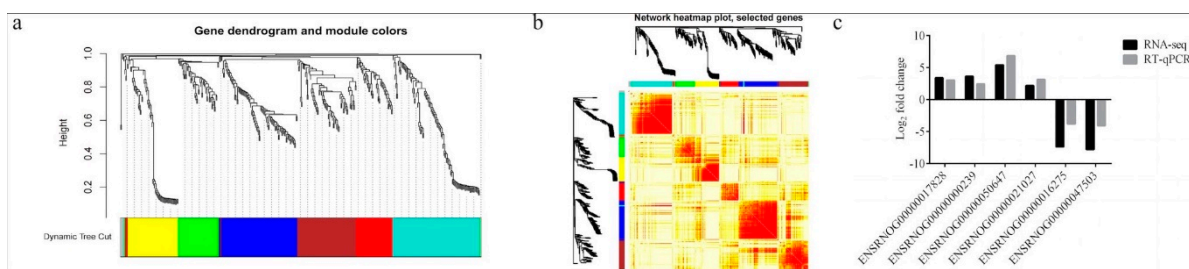 a
Gene dendrogram and module colors
Height
1.0
0.8
0.6
0.4
0.2
Dynamic Tree Cut
b
Network heatmap plot, selected genes
c
Log2 fold change
10
5
0
-5
-10
RNA-seq
RT-qPCR
ENSRNOG00000017828
ENSRNOG00000000239
ENSRNOG00000050647
ENSRNOG00000021027
ENSRNOG00000016275
ENSRNOG00000047503